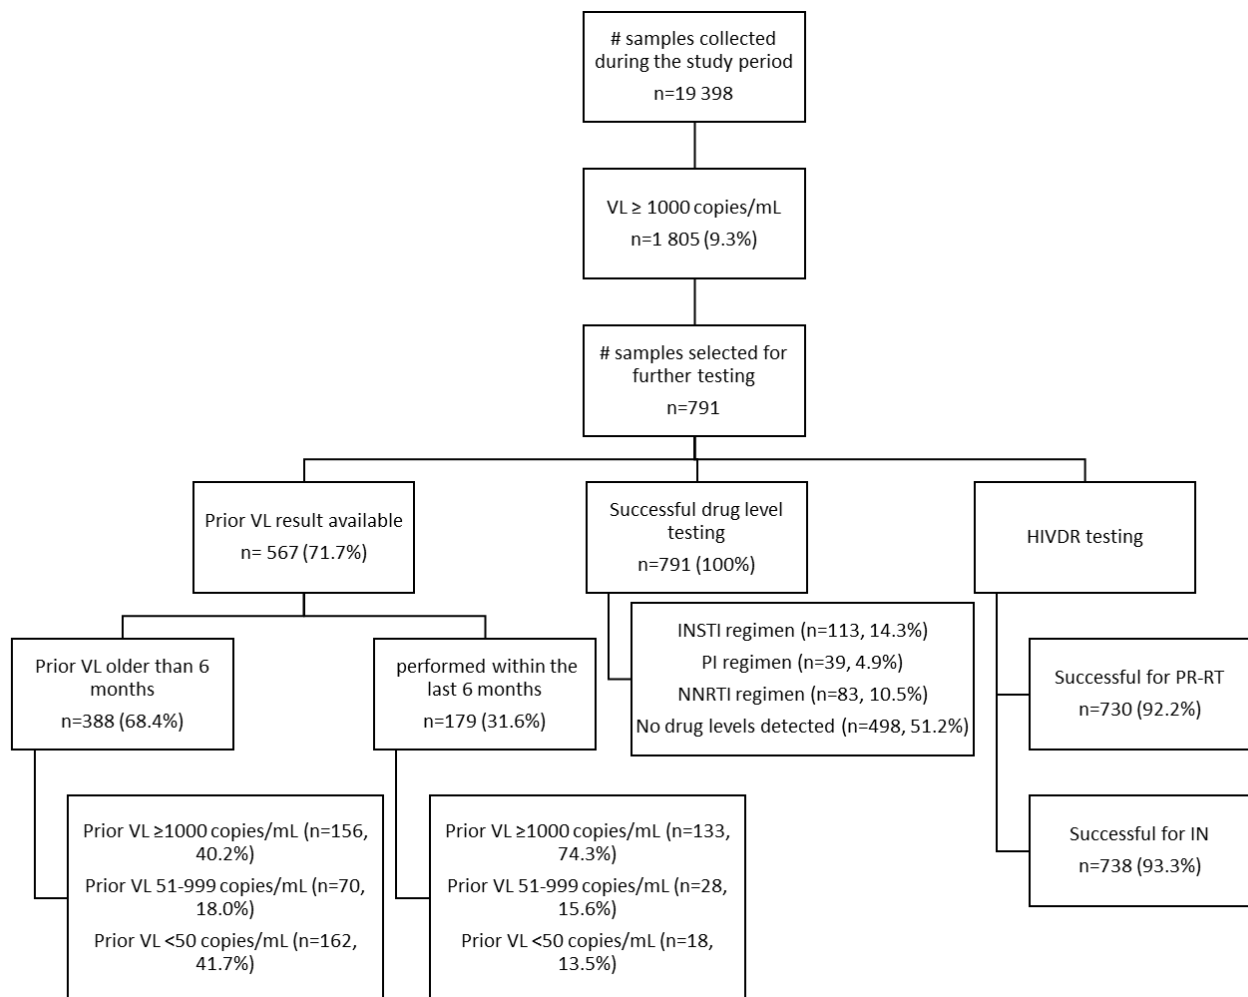 # samples collected
during the study period
n=19 398
VL ≥ 1000 copies/mL
n=1 805 (9.3%)
# samples selected for
further testing
n=791
Prior VL result available
n= 567 (71.7%)
Successful drug level
testing
n=791 (100%)
HIVDR testing
Prior VL older than 6
months
n=388 (68.4%)
performed within the
last 6 months
n=179 (31.6%)
INSTI regimen (n=113, 14.3%)
PI regimen (n=39, 4.9%)
NNRTI regimen (n=83, 10.5%)
No drug levels detected (n=498, 51.2%)
Successful for PR-RT
n=730 (92.2%)
Prior VL ≥1000 copies/mL (n=156,
40.2%)
Prior VL 51-999 copies/mL (n=70,
18.0%)
Prior VL <50 copies/mL (n=162,
41.7%)
Prior VL ≥1000 copies/mL (n=133,
74.3%)
Prior VL 51-999 copies/mL (n=28,
15.6%)
Prior VL <50 copies/mL (n=18,
13.5%)
Successful for IN
n=738 (93.3%)